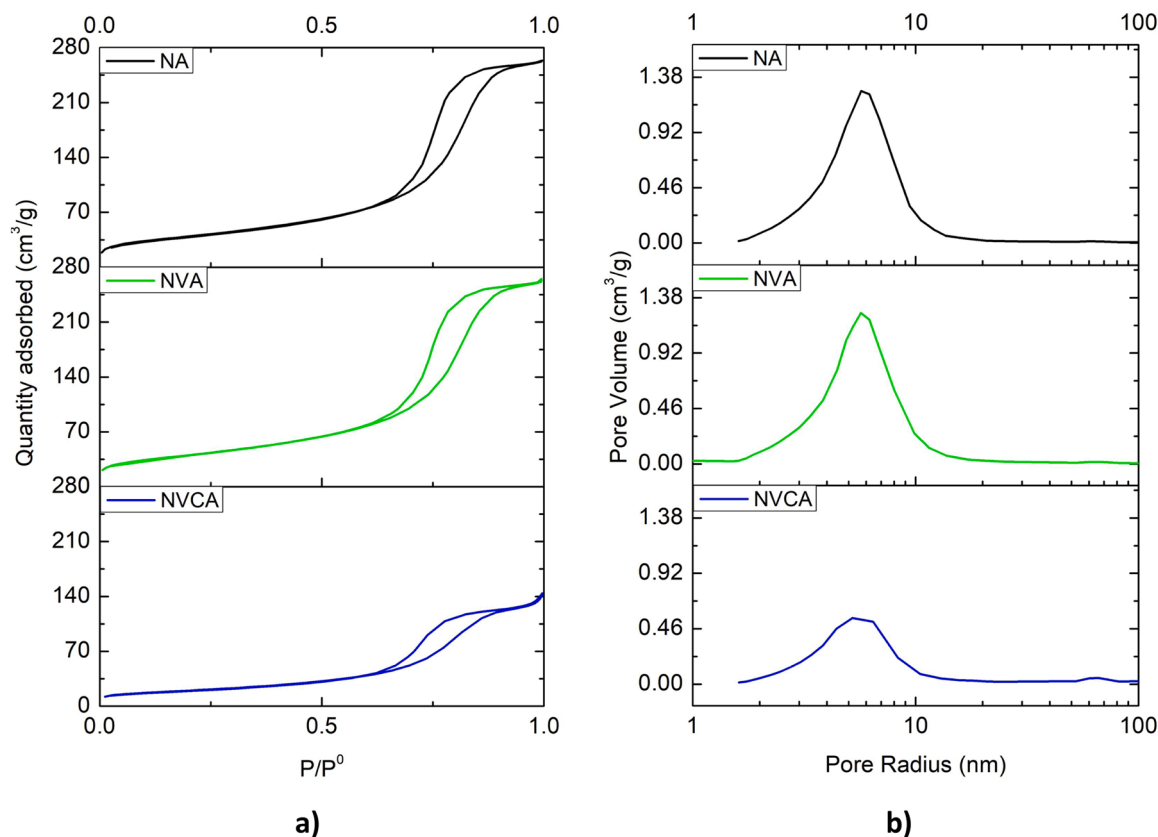 0.0 0.5 1.0
280
NA
210
140
70
280
NVA
210
140
70
280
NVCA
210
140
70
0
0.0 0.5 1.0
Quantity adsorbed (cm³/g)
P/P⁰
a)
1 10 100
NA
1.38
0.92
0.46
0.00
NVA
1.38
0.92
0.46
0.00
NVCA
1.38
0.92
0.46
0.00
1 10 100
Pore Volume (cm³/g)
Pore Radius (nm)
b)